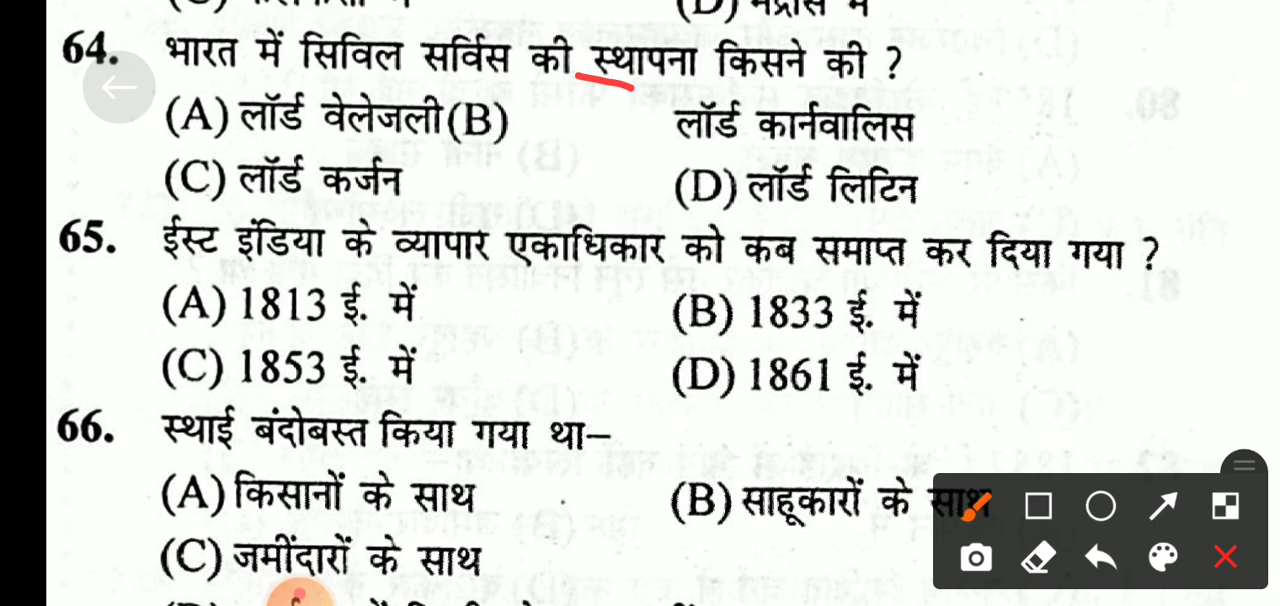 64. भारत में सिविल सर्विस की स्थापना किसने की ?
(A) लॉर्ड वेलेजली (B) लॉर्ड कार्नवालिस
(C) लॉर्ड कर्जन (D) लॉर्ड लिटिन
65. ईस्ट इंडिया के व्यापार एकाधिकार को कब समाप्त कर दिया गया ?
(A) 1813 ई. में (B) 1833 ई. में
(C) 1853 ई. में (D) 1861 ई. में
66. स्थाई बंदोबस्त किया गया था–
(A) किसानों के साथ (B) साहूकारों के साथ
(C) जमींदारों के साथ